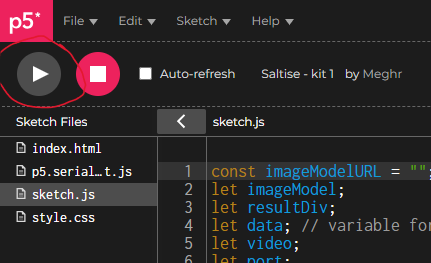 p5* File Edit Sketch Help
Auto-refresh Saltise - kit 1 by Meghr
Sketch Files sketch.js
index.html
p5.serial…t.js
sketch.js
style.css
1 const imageModelURL = "";
2 let imageModel;
3 let resultDiv;
4 let data; // variable for
5 let video;
6 let port;